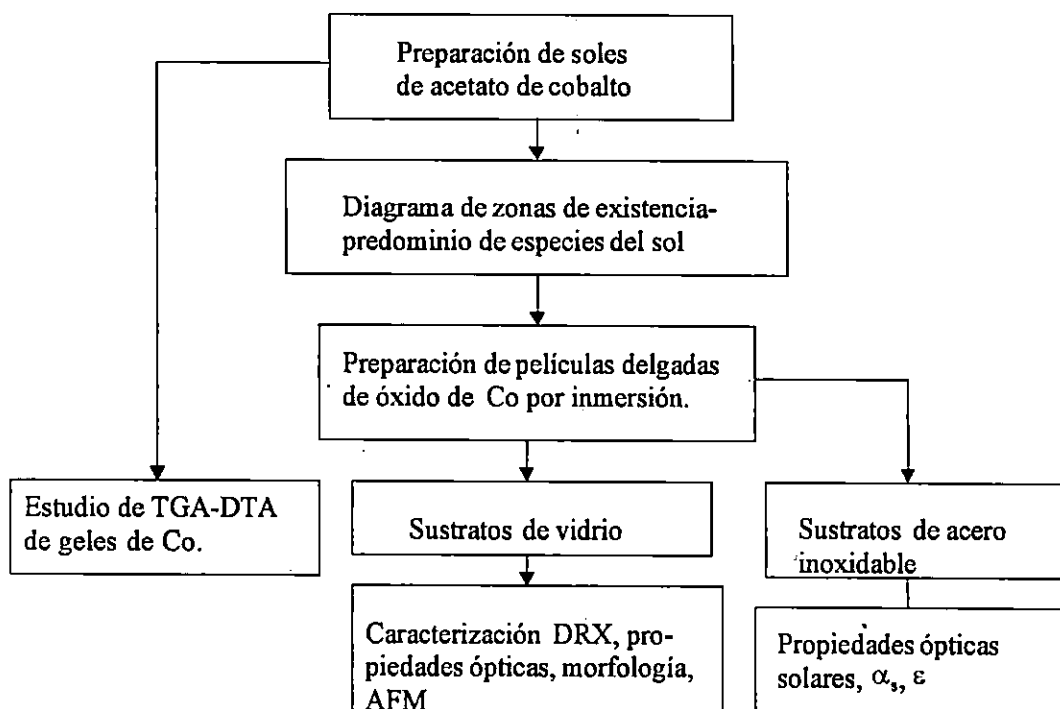 Preparación de soles
de acetato de cobalto
Diagrama de zonas de existencia-
predominio de especies del sol
Preparación de películas delgadas
de óxido de Co por inmersión.
Estudio de TGA-DTA
de geles de Co.
Sustratos de vidrio
Sustratos de acero
inoxidable
Caracterización DRX, pro-
piedades ópticas, morfología,
AFM
Propiedades ópticas
solares, αs, ε